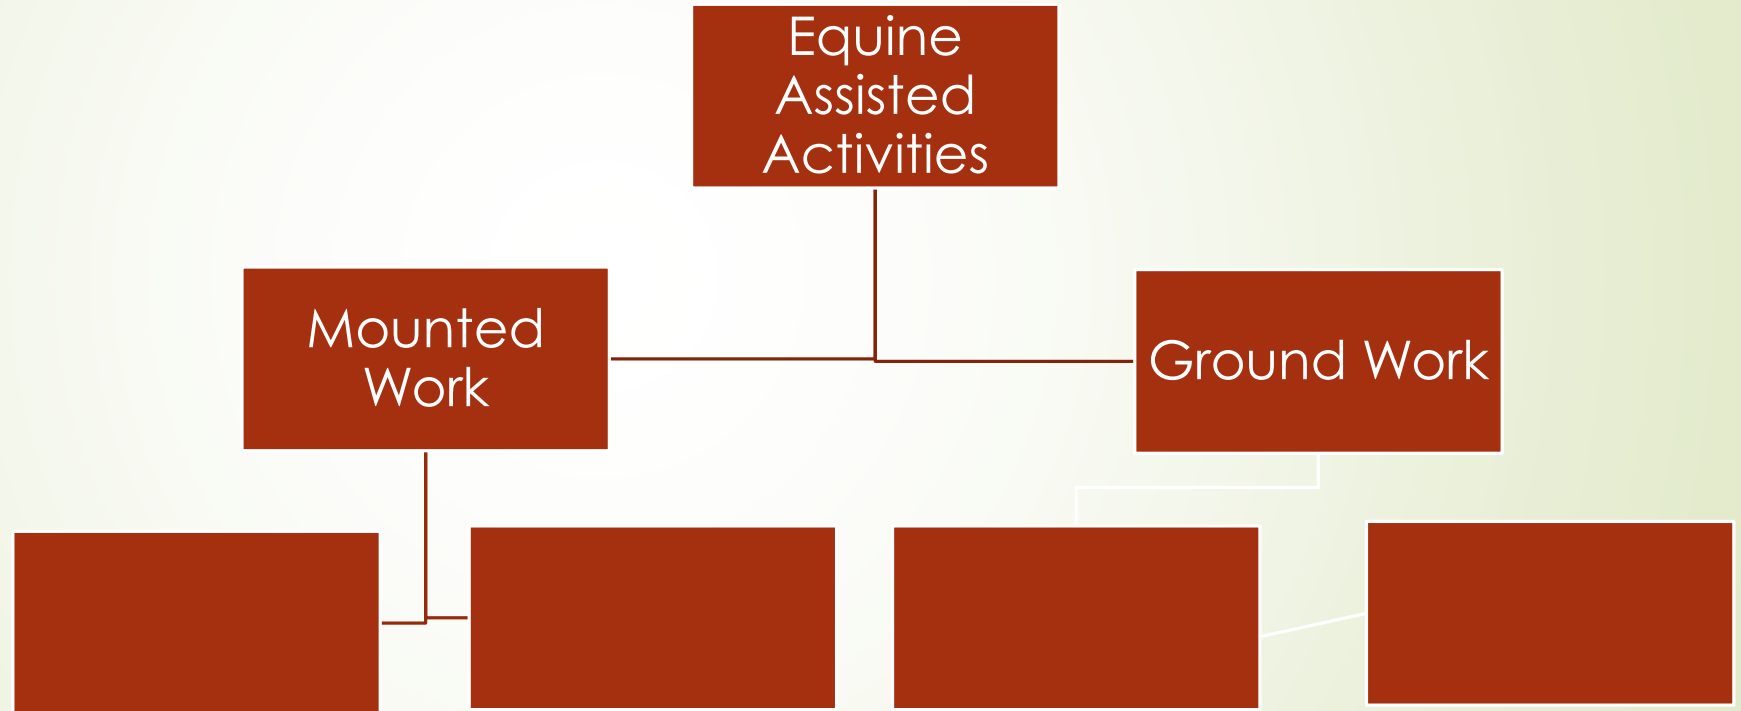 Equine
Assisted
Activities
Mounted
Work
Ground Work